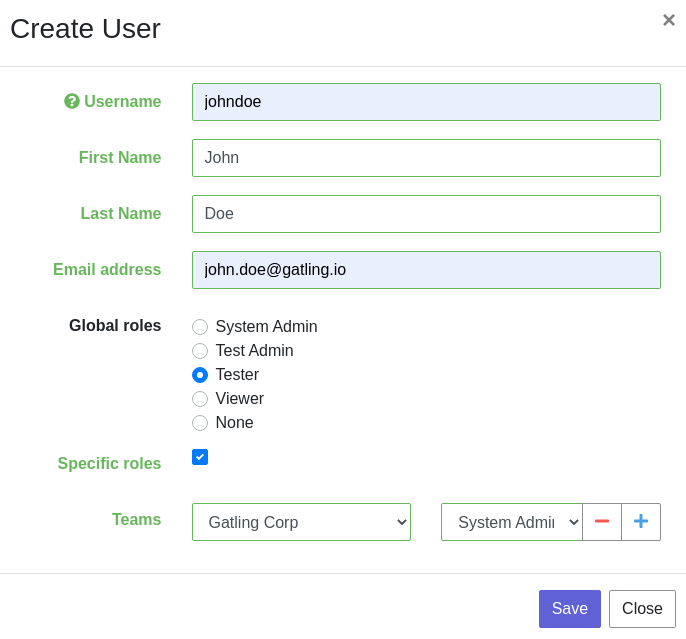 Create User
×
? Username johndoe
First Name John
Last Name Doe
Email address john.doe@gatling.io
Global roles
System Admin
Test Admin
Tester
Viewer
None
Specific roles
Teams Gatling Corp System Admi
Save Close